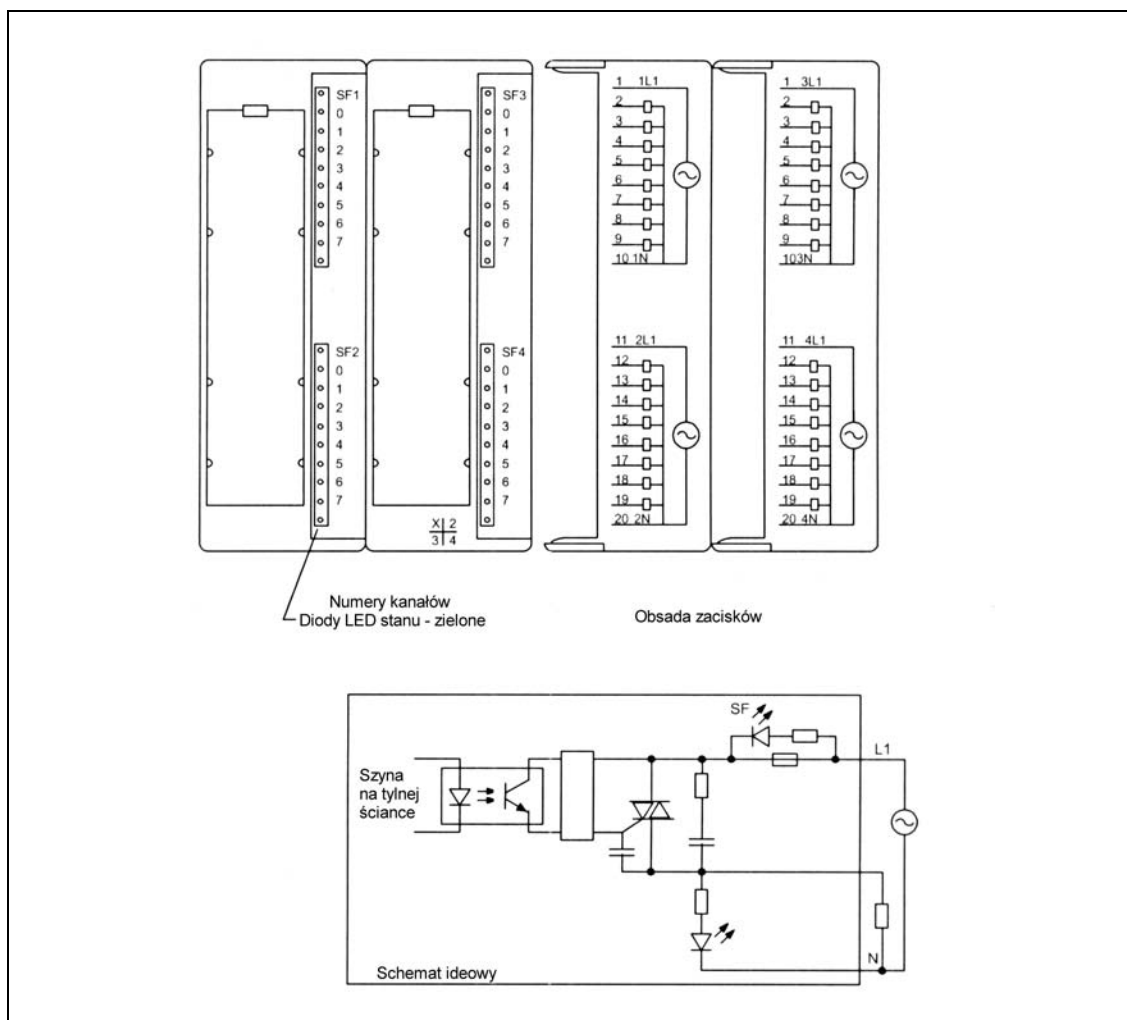 SF1
0
1
2
3
4
5
6
7
SF2
0
1
2
3
4
5
6
7
SF3
0
1
2
3
4
5
6
7
SF4
0
1
2
3
4
5
6
7
X 2
3 4
1 1L1
2
3
4
5
6
7
8
9
10 1N
11 2L1
12
13
14
15
16
17
18
19
20 2N
1 3L1
2
3
4
5
6
7
8
9
103N
11 4L1
12
13
14
15
16
17
18
19
20 4N
Numery kanałów
Diody LED stanu - zielone
Obsada zacisków
SF
L1
Szyna
na tylnej
ściance
N
Schemat ideowy